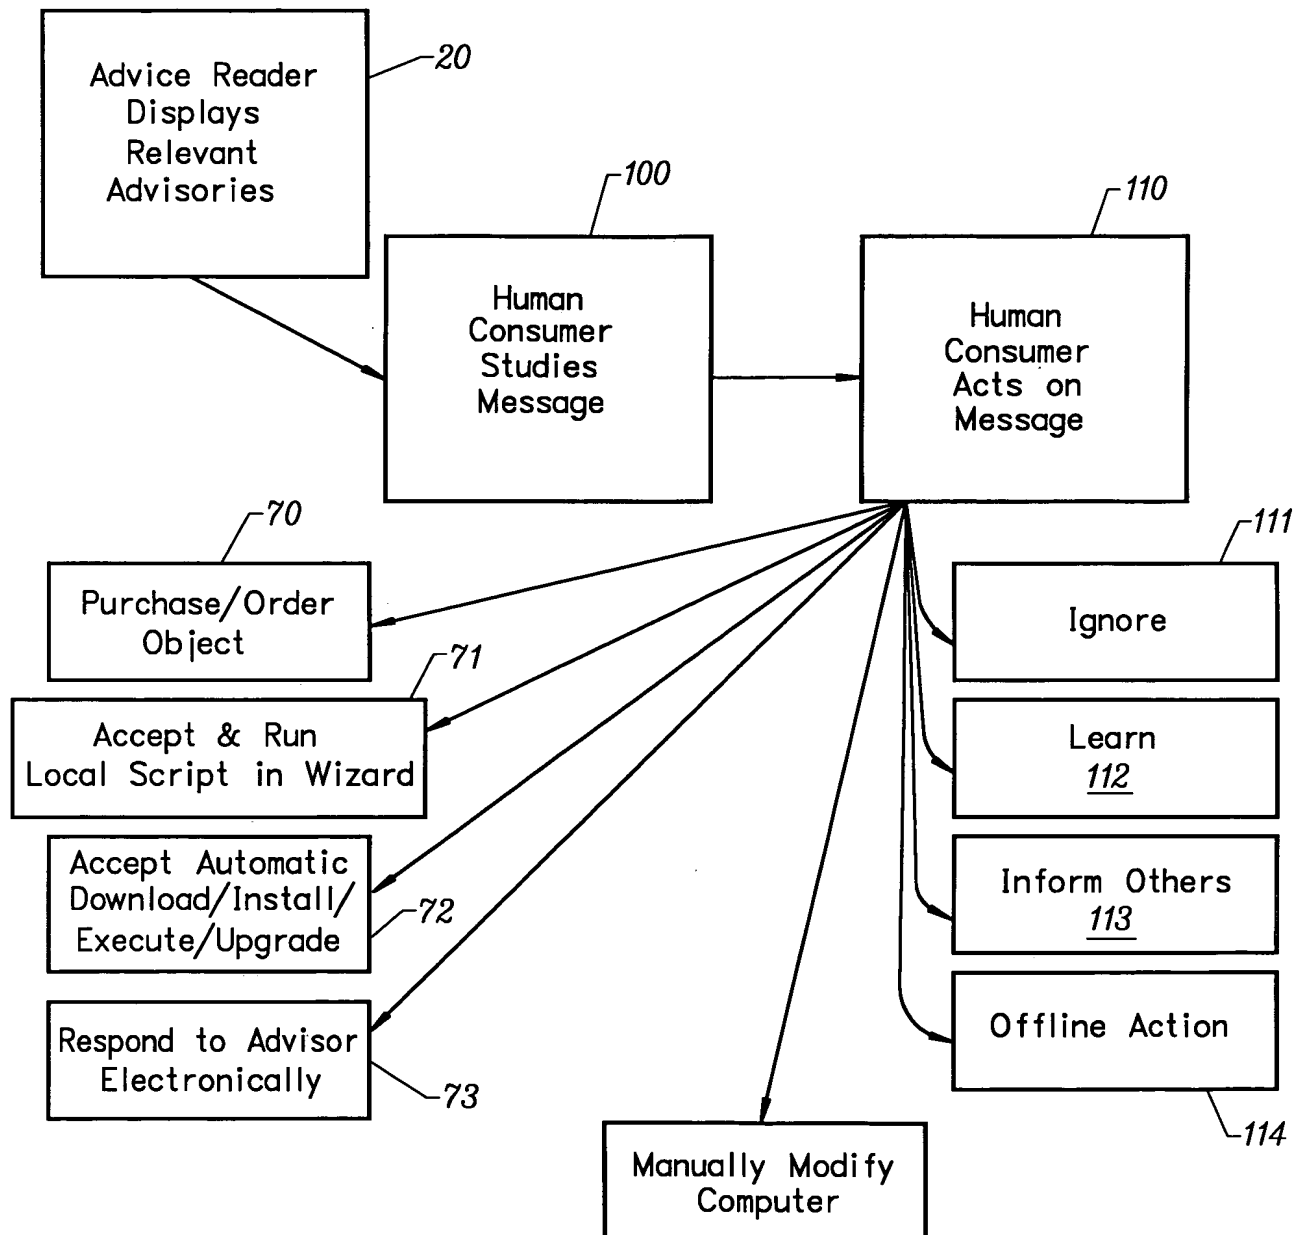 Advice Reader
Displays
Relevant
Advisories
20
Human
Consumer
Studies
Message
100
Human
Consumer
Acts on
Message
110
70
Purchase/Order
Object
71
Accept & Run
Local Script in Wizard
Accept Automatic
Download/Install/
Execute/Upgrade
72
Respond to Advisor
Electronically
73
Manually Modify
Computer
111
Ignore
Learn
112
Inform Others
113
Offline Action
114